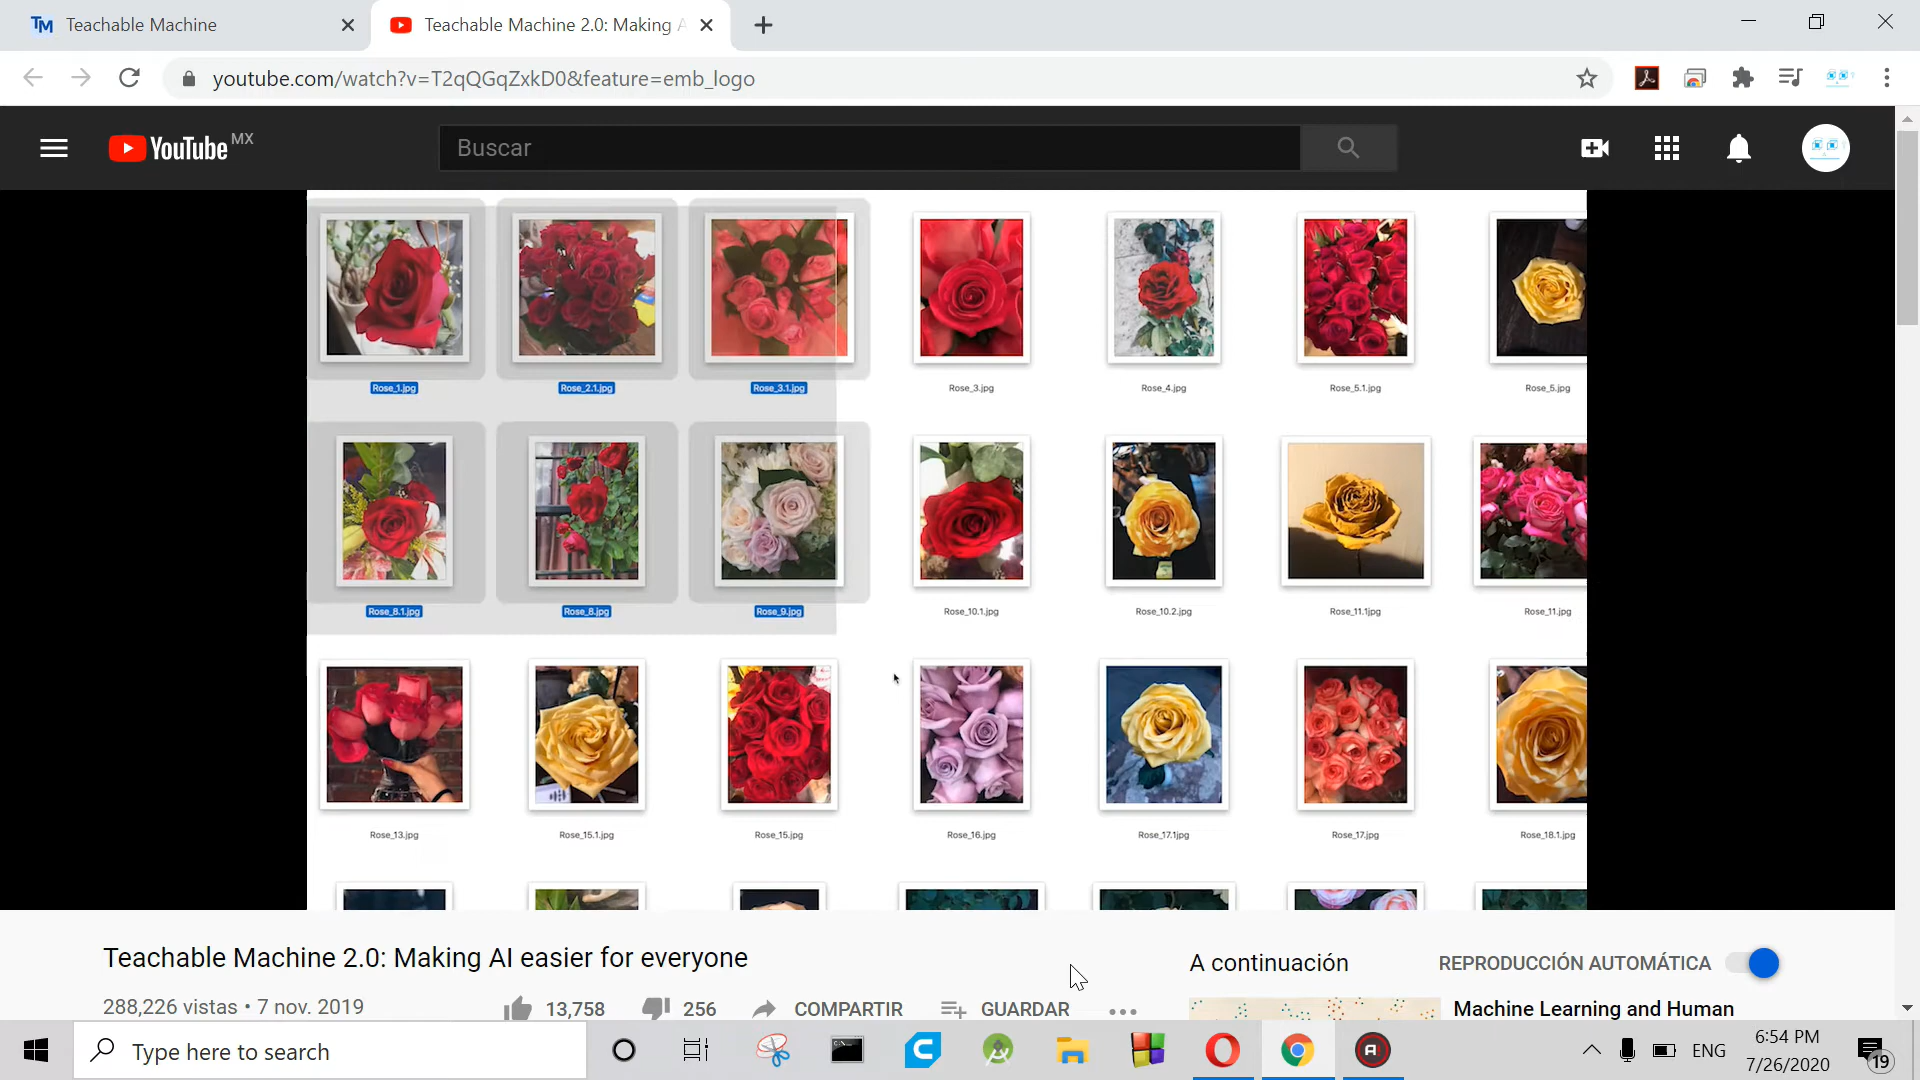 TM Teachable Machine
Teachable Machine 2.0: Making A
youtube.com/watch?v=T2qQGqZxkD0&feature=emb_logo
YouTube MX
Buscar
Rose_1.jpg Rose_2.1.jpg Rose_3.1.jpg Rose_3.jpg Rose_4.jpg Rose_5.1.jpg Rose_5.jpg
Rose_8.1.jpg Rose_8.jpg Rose_9.jpg Rose_10.1.jpg Rose_10.2.jpg Rose_11.1jpg Rose_11.jpg
Rose_13.jpg Rose_15.1.jpg Rose_15.jpg Rose_16.jpg Rose_17.1jpg Rose_17.jpg Rose_18.1.jpg
Teachable Machine 2.0: Making AI easier for everyone
288,226 vistas • 7 nov. 2019
13,758 256 COMPARTIR GUARDAR
A continuación REPRODUCCIÓN AUTOMÁTICA
Machine Learning and Human
Type here to search
ENG
6:54 PM
7/26/2020
19